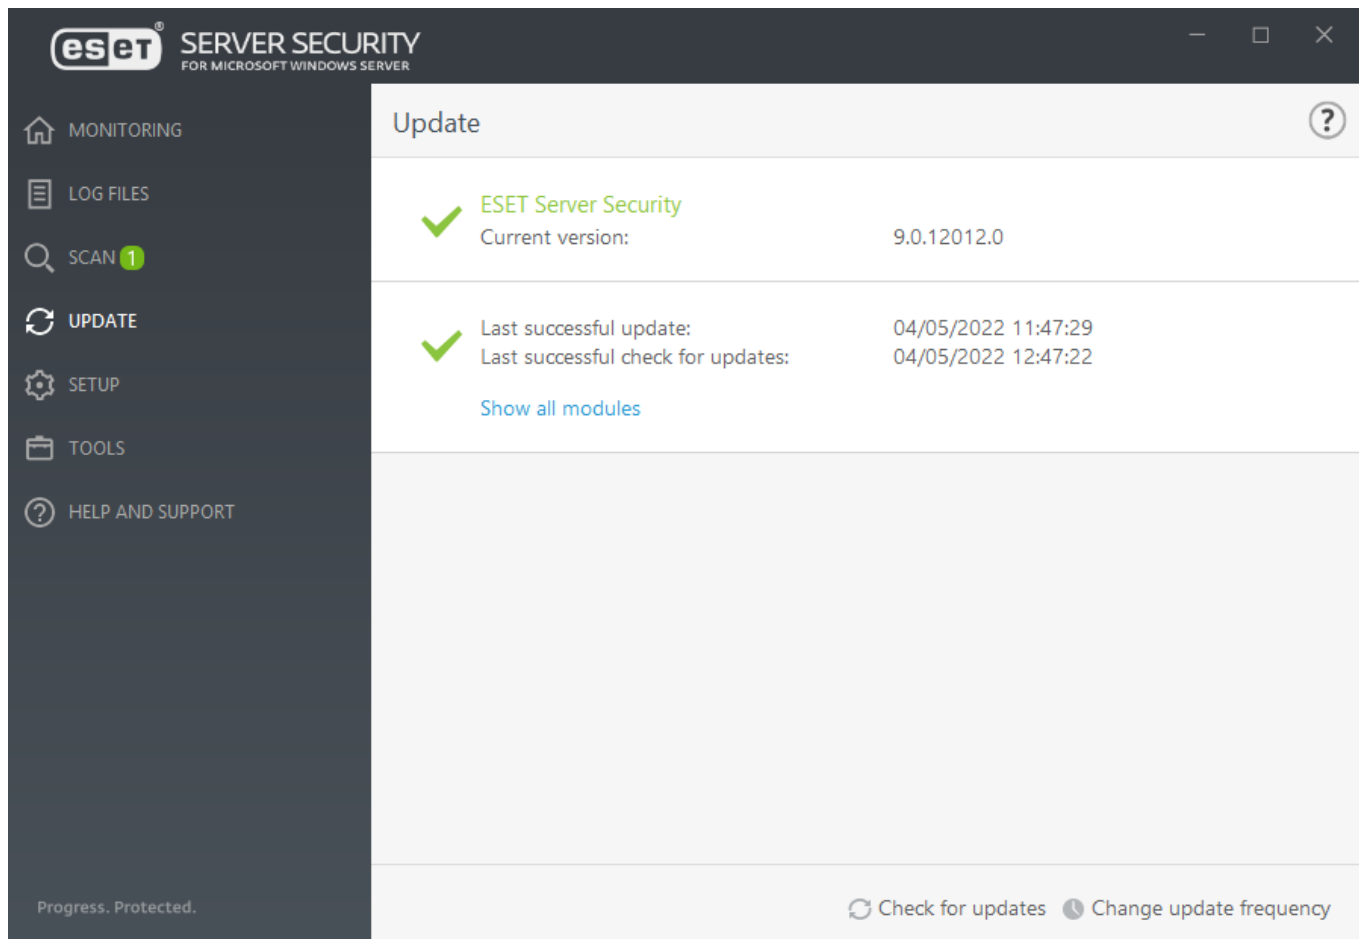 eset® SERVER SECURITY
FOR MICROSOFT WINDOWS SERVER
MONITORING
LOG FILES
SCAN 1
UPDATE
SETUP
TOOLS
HELP AND SUPPORT
Progress. Protected.
Update
?
ESET Server Security
Current version: 9.0.12012.0
Last successful update: 04/05/2022 11:47:29
Last successful check for updates: 04/05/2022 12:47:22
Show all modules
Check for updates Change update frequency